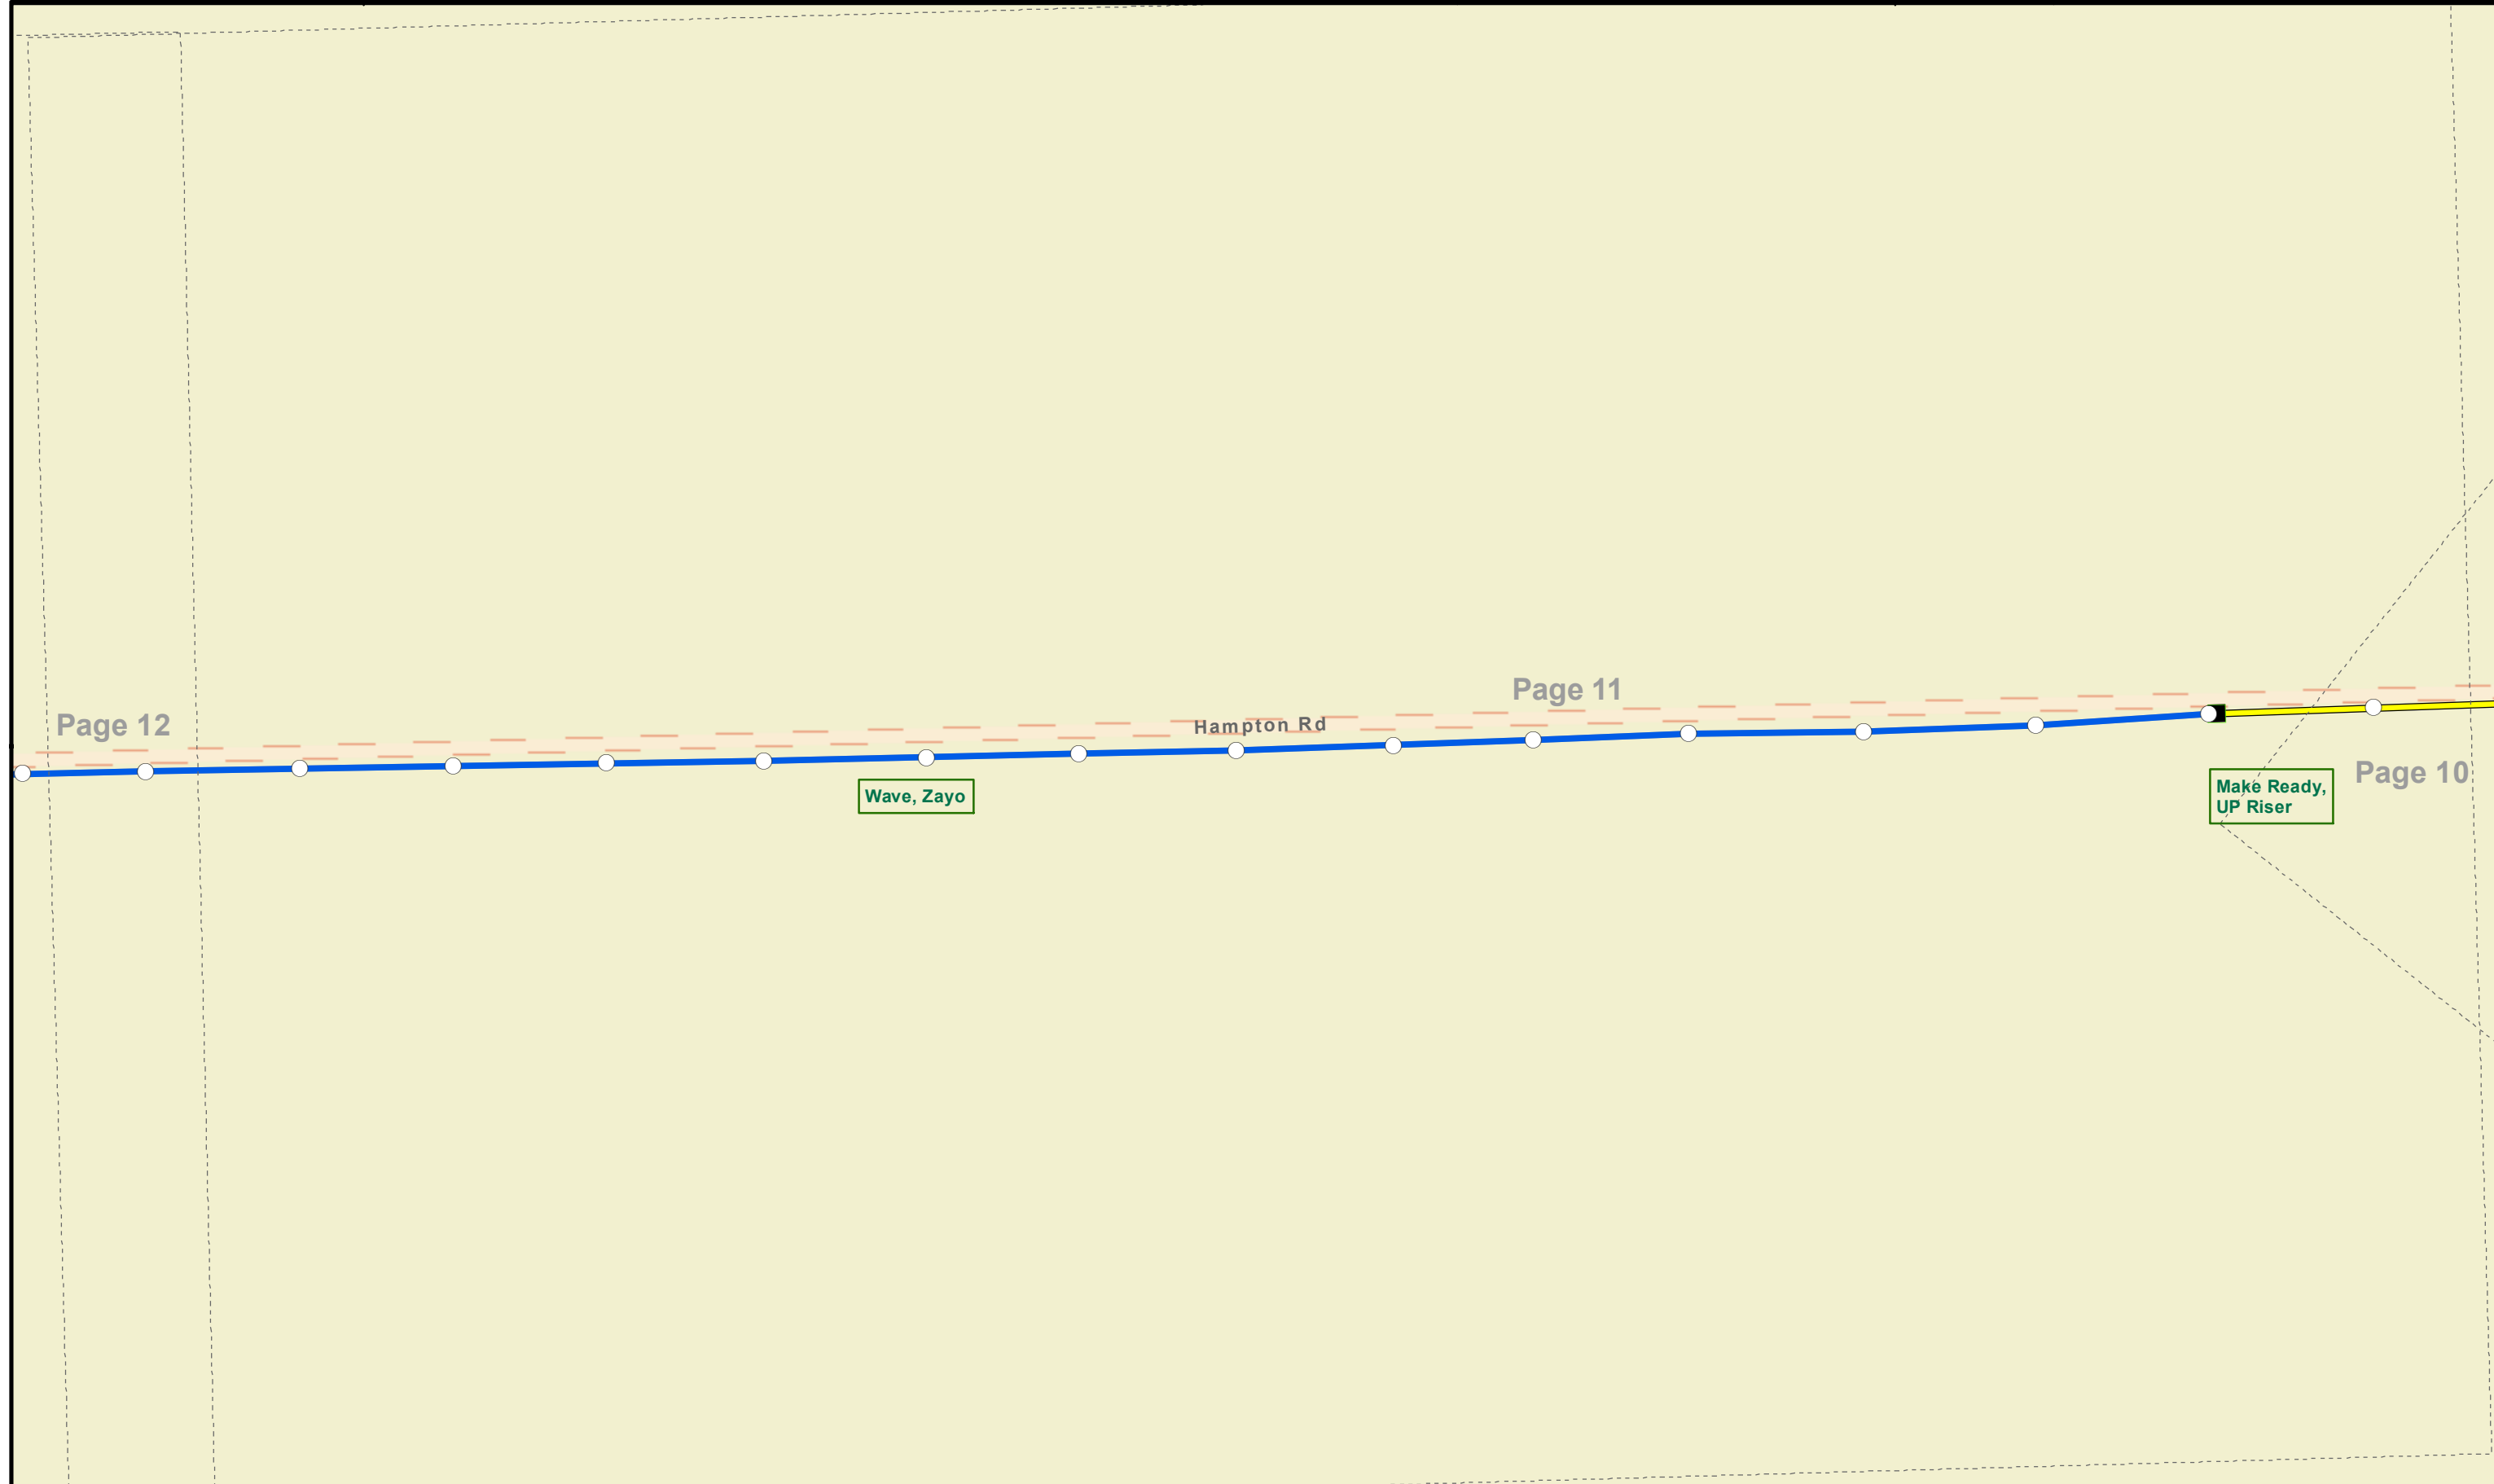 Page 11
Page 12
Hampton Rd
Page 10
Wave, Zayo
Make Ready,
UP Riser